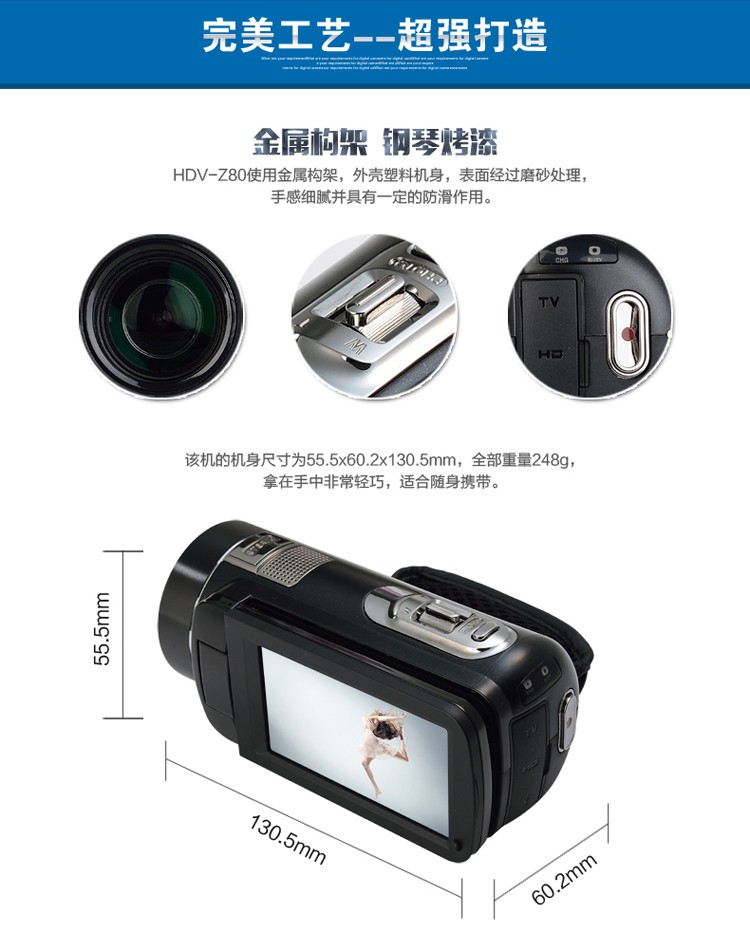 完美工艺--超强打造
金属构架 钢琴烤漆
HDV-Z80使用金属构架，外壳塑料机身，表面经过磨砂处理，
手感细腻并具有一定的防滑作用。
W
CHG
TV
HD
该机的机身尺寸为55.5x60.2x130.5mm，全部重量248g，
拿在手中非常轻巧，适合随身携带。
55.5mm
TV
HD
130.5mm
60.2mm